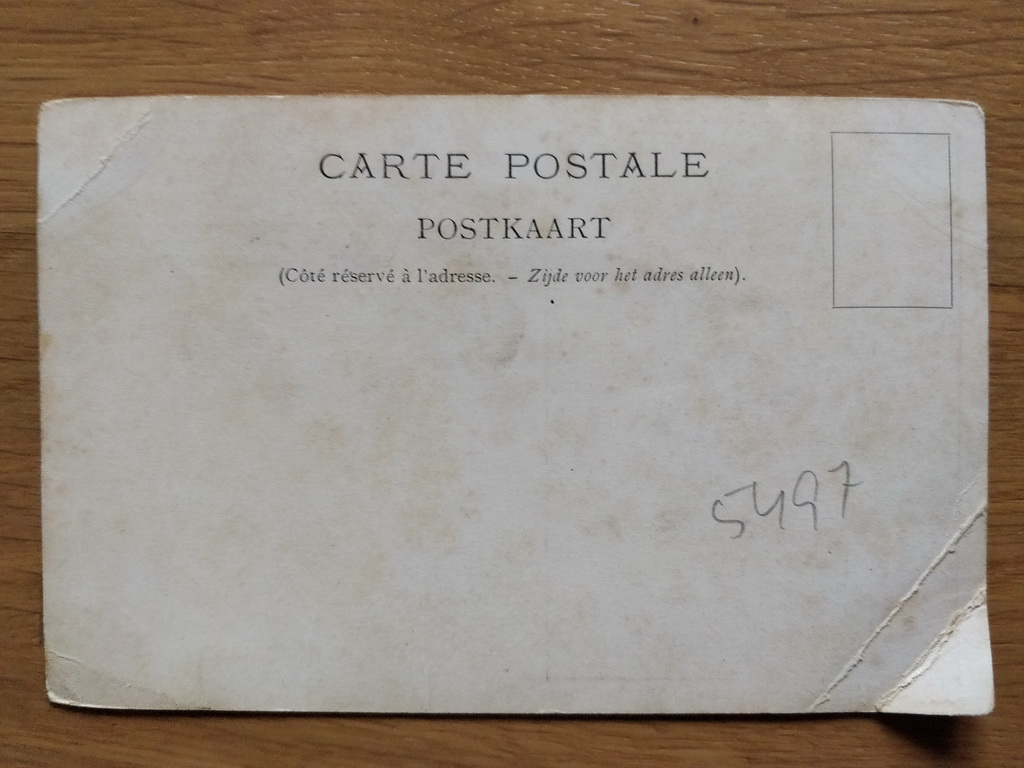 CARTE POSTALE
POSTKAART
(Côté réservé à l'adresse. – Zijde voor het adres alleen).
5497